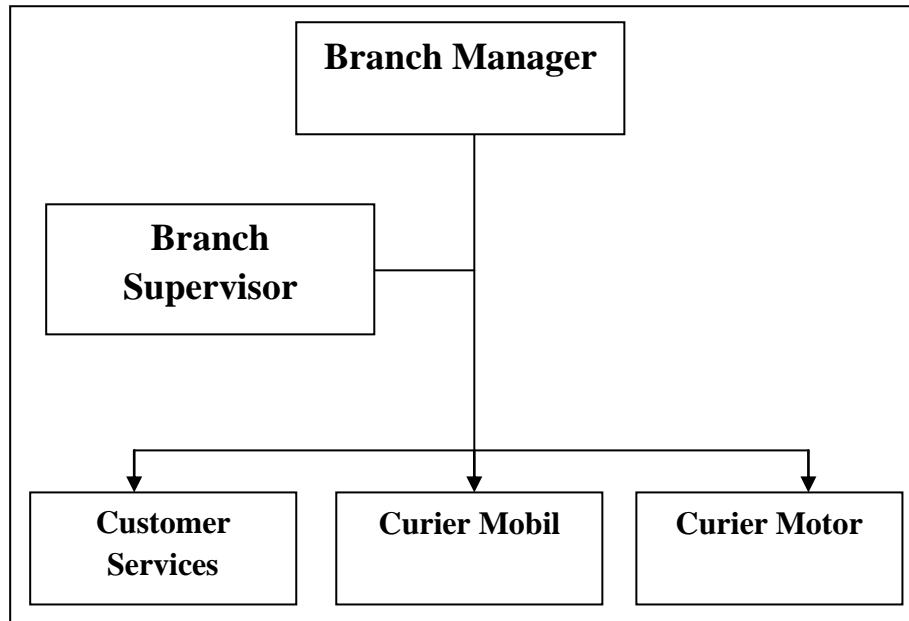 Branch Manager
Branch
Supervisor
Customer
Services
Curier Mobil
Curier Motor